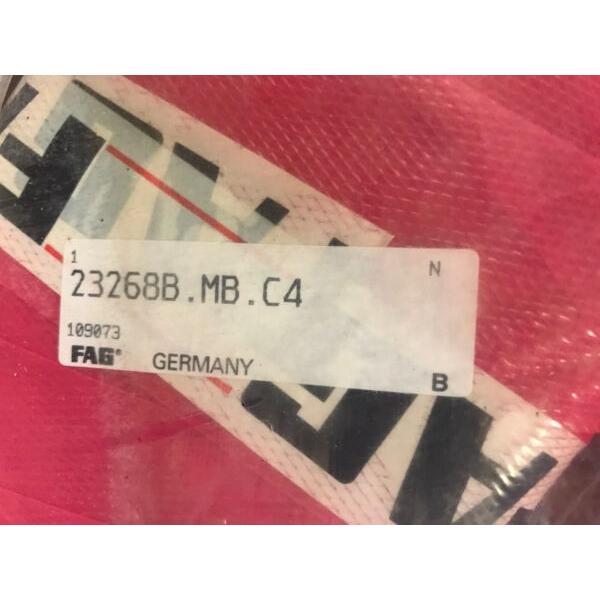 1 N
23268B.MB.C4
109073
FAG® GERMANY B